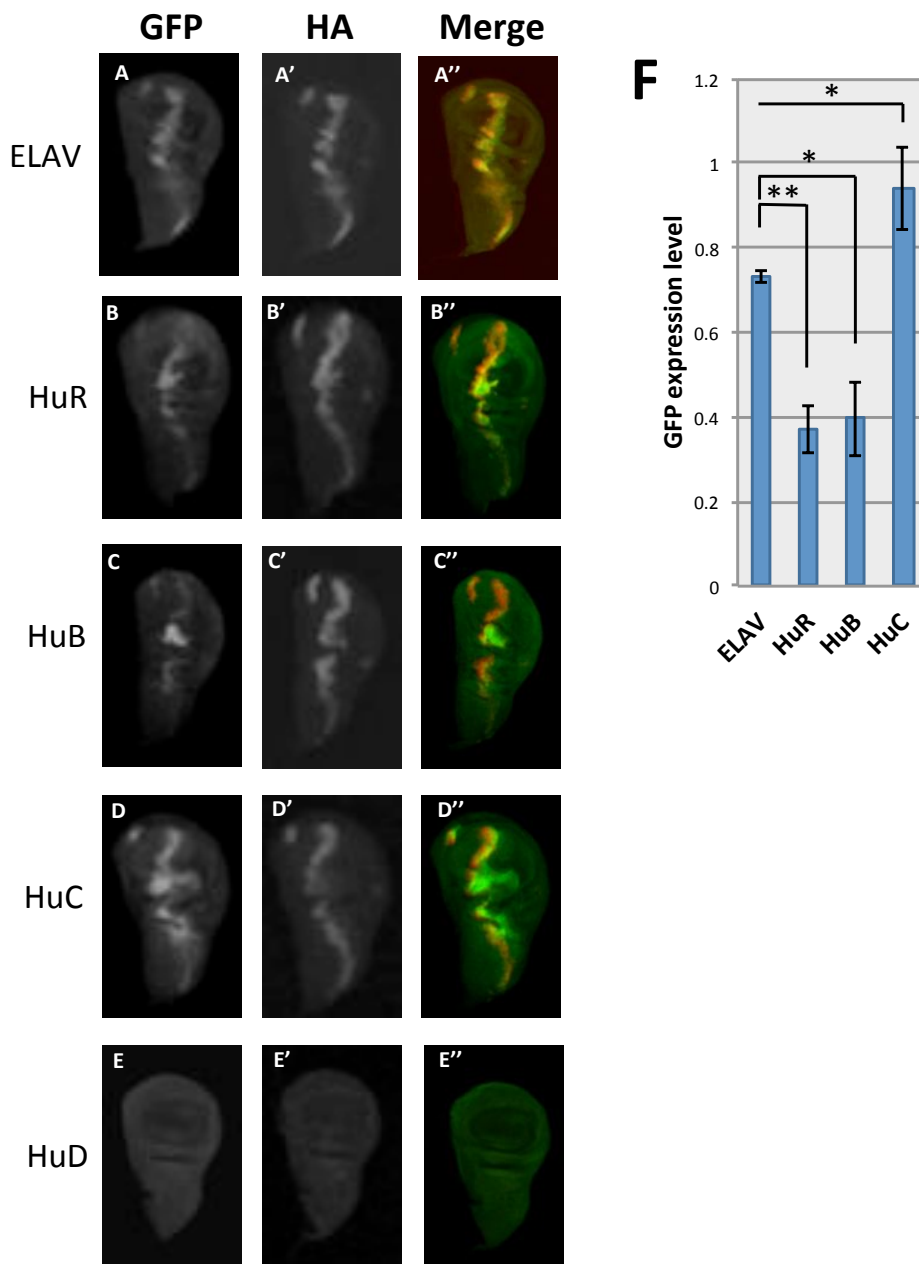 GFP HA Merge
ELAV
A A' A''
HuR
B B' B''
HuB
C C' C''
HuC
D D' D''
HuD
E E' E''
F
GFP expression level
1.2
1
0.8
0.6
0.4
0.2
0
*
*
**
ELAV HuR HuB HuC